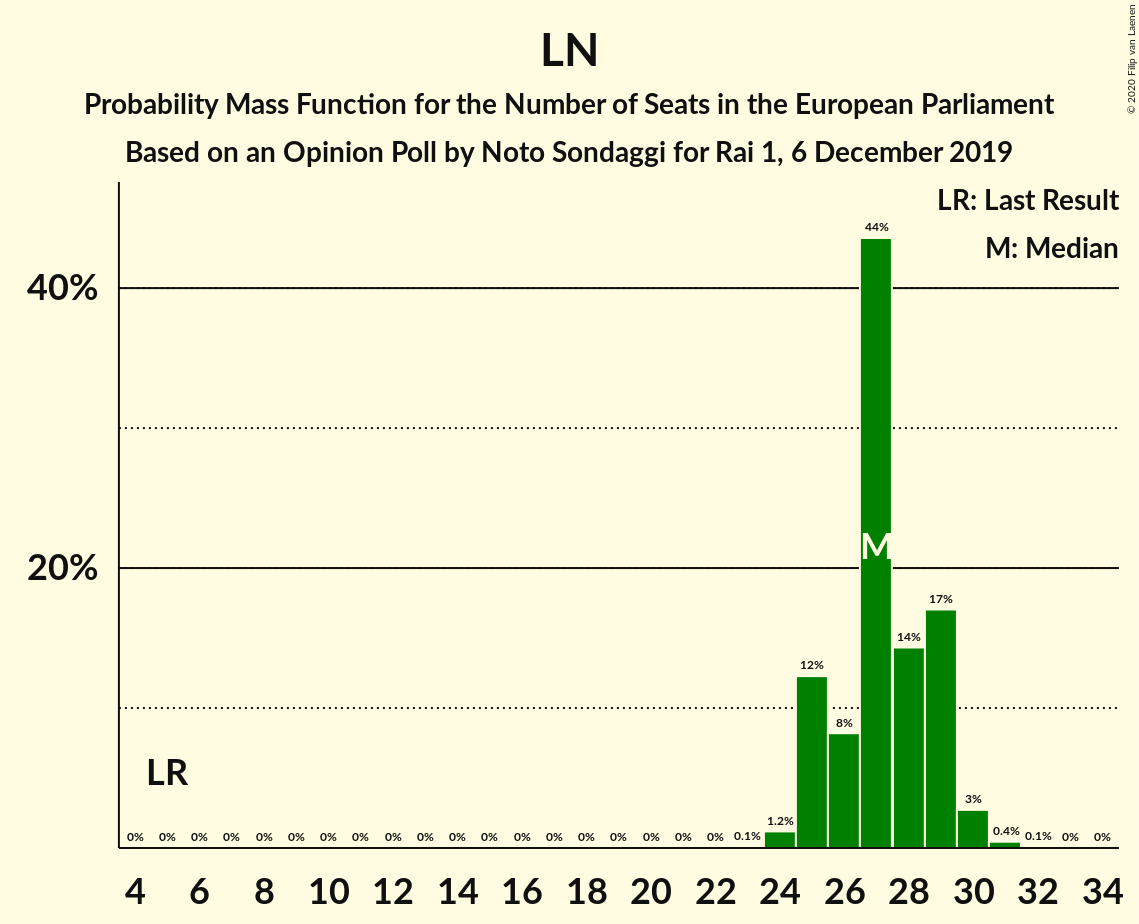 LN
Probability Mass Function for the Number of Seats in the European Parliament
Based on an Opinion Poll by Noto Sondaggi for Rai 1, 6 December 2019
© 2020 Filip van Laenen
LR: Last Result
M: Median
44%
40%
M
20%
17%
14%
12%
8%
LR
3%
0% 0% 0% 0% 0% 0% 0% 0% 0% 0% 0% 0% 0% 0% 0% 0% 0% 0% 0% 0.1% 1.2% 0.4% 0.1% 0% 0%
4 6 8 10 12 14 16 18 20 22 24 26 28 30 32 34